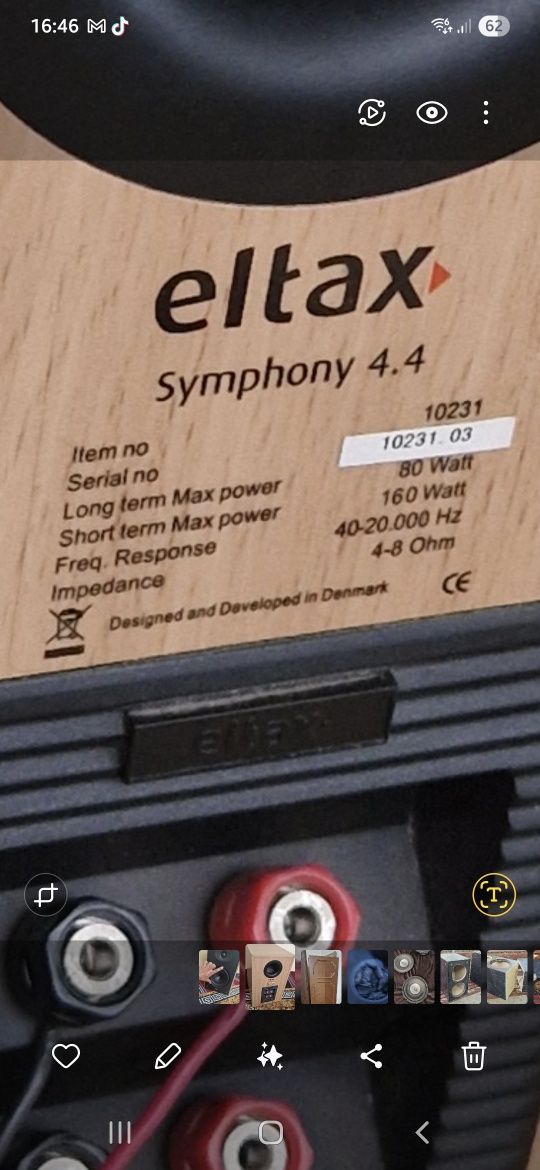 16:46
62
eltax
Symphony 4.4
Item no 10231
Serial no 10231.03
Long term Max power 80 Watt
Short term Max power 160 Watt
Freq. Response 40-20.000 Hz
Impedance 4-8 Ohm
Designed and Developed in Denmark CE
eltax
T